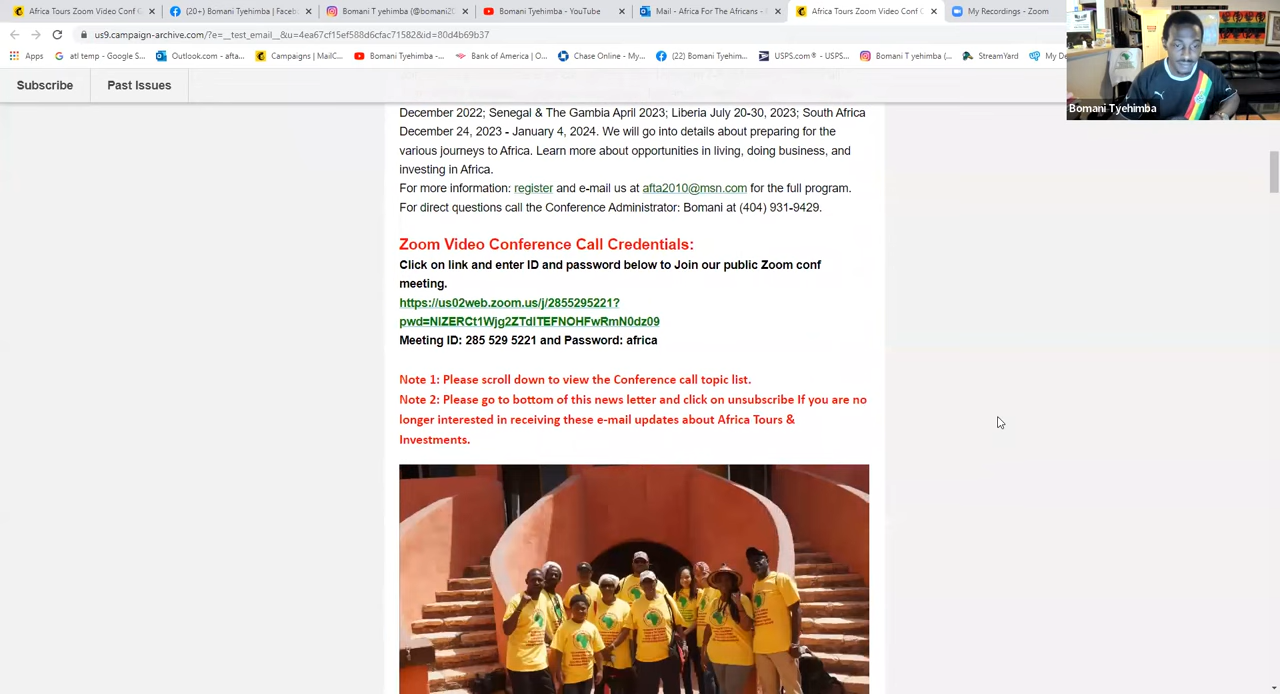 Africa Tours Zoom Video Conf C
(20+) Bomani Tyehimba | Faceb
Bomani T Tyehimba (@bomani20
Bomani Tyehimba - YouTube
Mail - Africa For The Africans -
Africa Tours Zoom Video Conf C
My Recordings - Zoom
us9.campaign-archive.com/?e=__test_email__&u=4ea67cf15ef588d0c9c71582&id=80d4b69b37
Apps
atl temp - Google S...
Outlook.com - afta...
Campaigns | MailC...
Bomani Tyehimba -...
Bank of America | O...
Chase Online - My...
(22) Bomani Tyehim...
USPS.com® - USPS...
Bomani T Tyehimba (...
StreamYard
My De
Bomani Tyehimba
Subscribe
Past Issues
December 2022; Senegal & The Gambia April 2023; Liberia July 20-30, 2023; South Africa
December 24, 2023 - January 4, 2024. We will go into details about preparing for the
various journeys to Africa. Learn more about opportunities in living, doing business, and
investing in Africa.
For more information: register and e-mail us at afta2010@msn.com for the full program.
For direct questions call the Conference Administrator: Bomani at (404) 931-9429.
Zoom Video Conference Call Credentials:
Click on link and enter ID and password below to Join our public Zoom conf
meeting.
https://us02web.zoom.us/j/2855295221?
pwd=NlZERCt1Wjg2ZTdITEFNOHFwRmN0dz09
Meeting ID: 285 529 5221 and Password: africa
Note 1: Please scroll down to view the Conference call topic list.
Note 2: Please go to bottom of this news letter and click on unsubscribe If you are no
longer interested in receiving these e-mail updates about Africa Tours &
Investments.